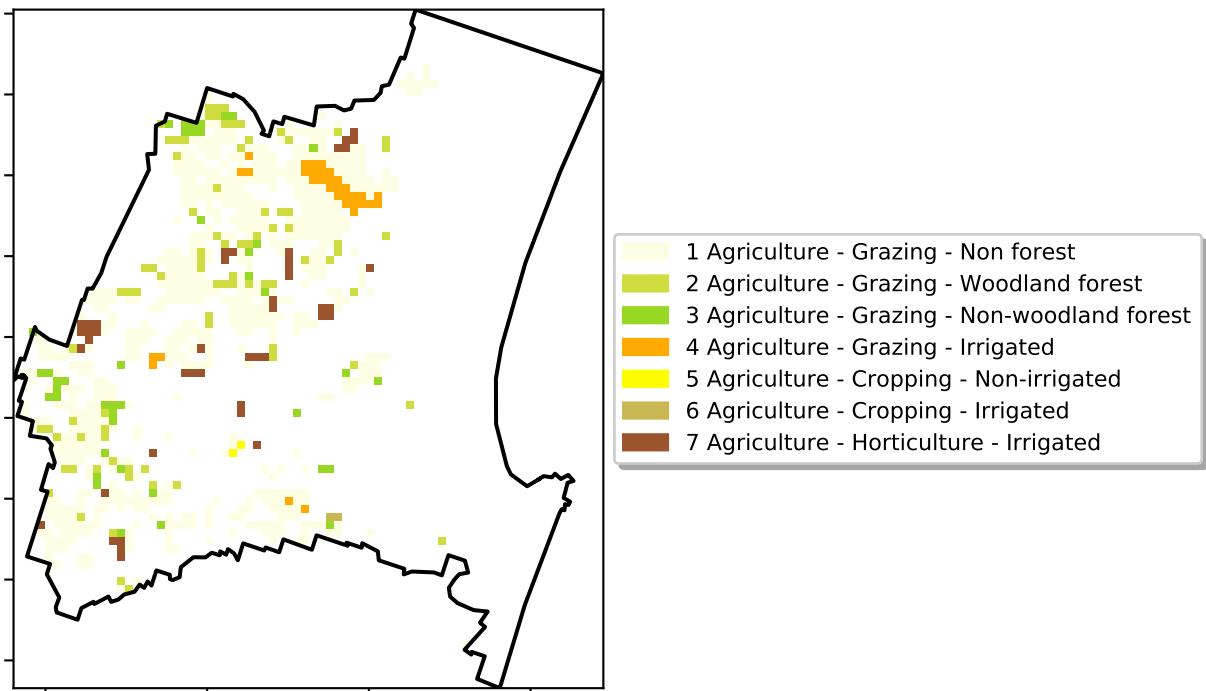 1 Agriculture - Grazing - Non forest
2 Agriculture - Grazing - Woodland forest
3 Agriculture - Grazing - Non-woodland forest
4 Agriculture - Grazing - Irrigated
5 Agriculture - Cropping - Non-irrigated
6 Agriculture - Cropping - Irrigated
7 Agriculture - Horticulture - Irrigated